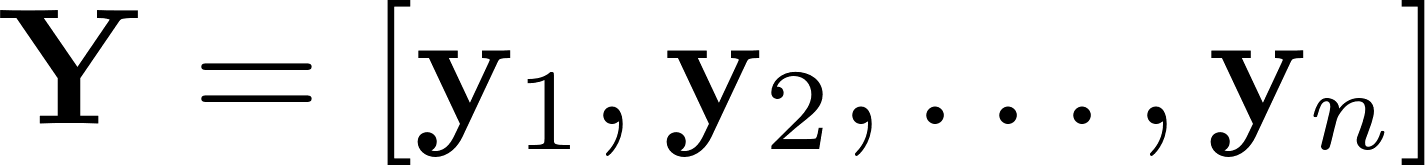 𝐘 = [𝐲₁, 𝐲₂, . . . , 𝐲ₙ]